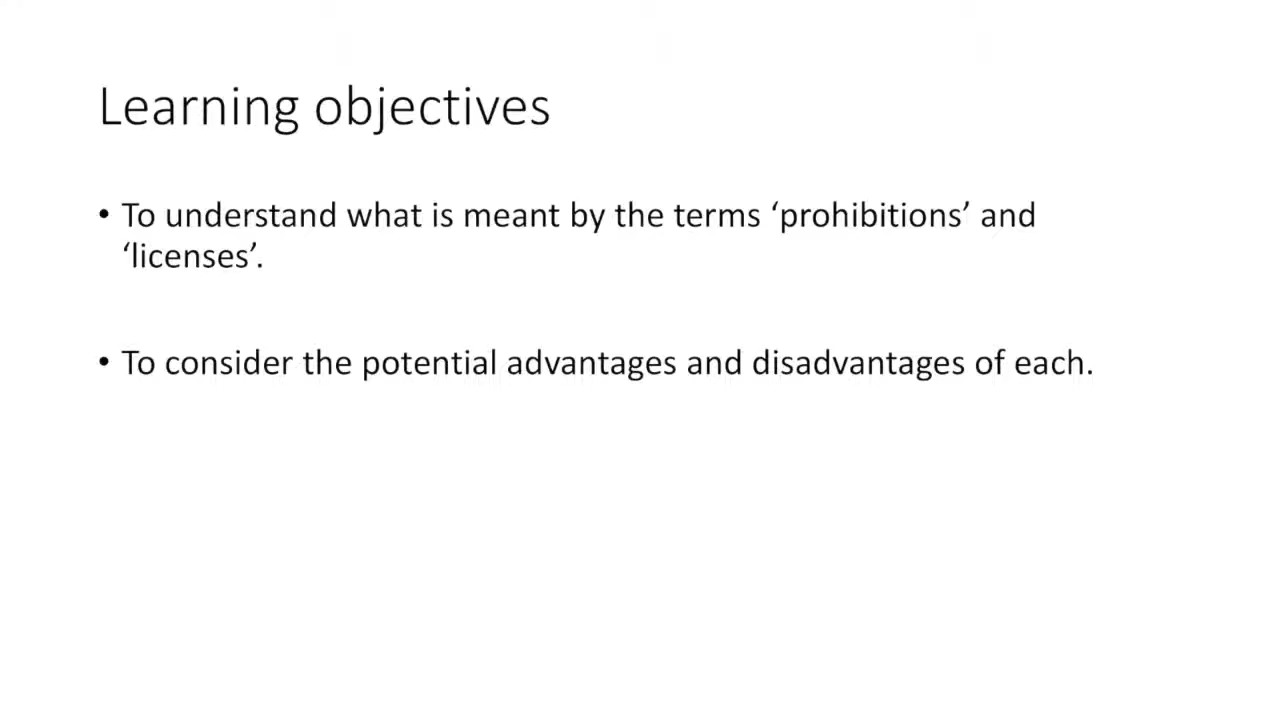 Learning objectives
• To understand what is meant by the terms ‘prohibitions’ and
‘licenses’.
• To consider the potential advantages and disadvantages of each.